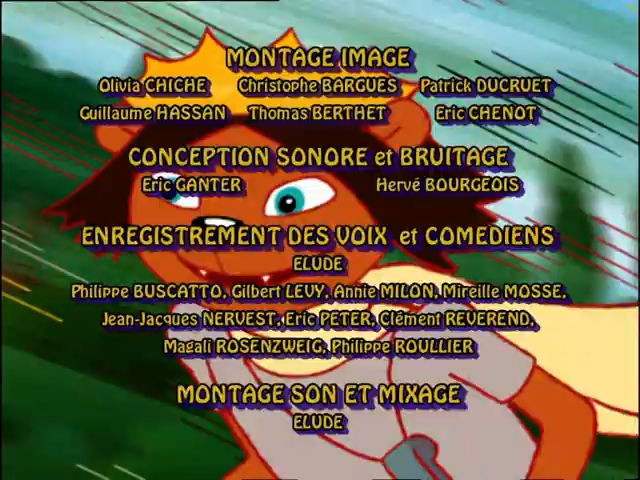 MONTAGE IMAGE
Olivia CHICHE Christophe BARGUES Patrick DUCRUET
Guillaume HASSAN Thomas BERTHET Eric CHENOT
CONCEPTION SONORE et BRUITAGE
Eric GANTER Hervé BOURGEOIS
ENREGISTREMENT DES VOIX et COMEDIENS
ELUDE
Philippe BUSCATTO, Gilbert LEVY, Annie MILON, Mireille MOSSE,
Jean-Jacques NERVEST, Eric PETER, Clément REVEREND,
Magali ROSENZWEIG, Philippe ROULLIER
MONTAGE SON ET MIXAGE
ELUDE